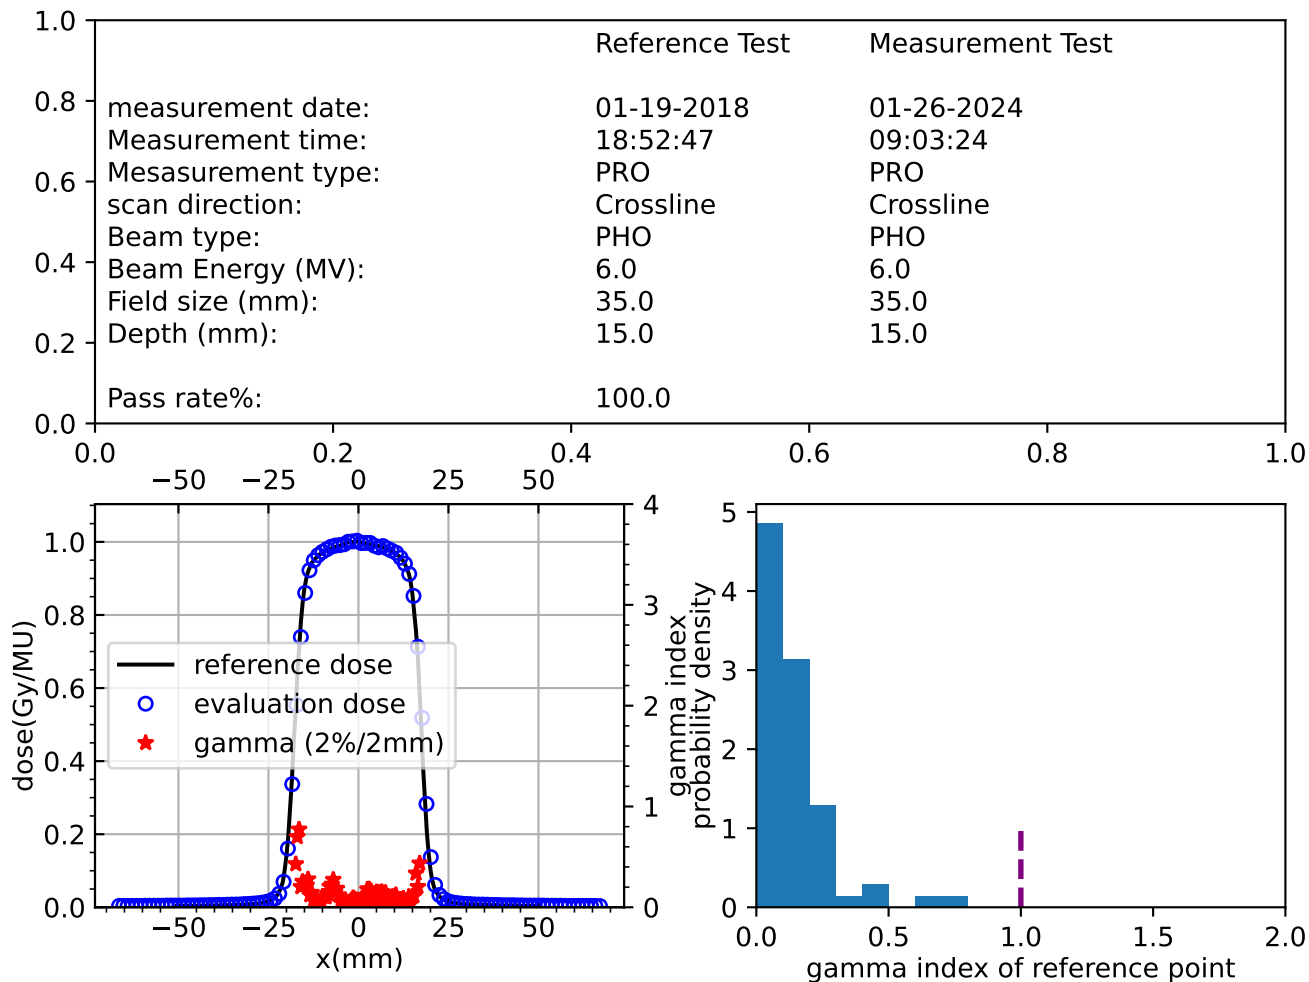 1.0
0.8
0.6
0.4
0.2
0.0
Reference Test Measurement Test
measurement date: 01-19-2018 01-26-2024
Measurement time: 18:52:47 09:03:24
Mesasurement type: PRO PRO
scan direction: Crossline Crossline
Beam type: PHO PHO
Beam Energy (MV): 6.0 6.0
Field size (mm): 35.0 35.0
Depth (mm): 15.0 15.0
Pass rate%: 100.0
0.0 0.2 0.4 0.6 0.8 1.0
−50 −25 0 25 50
1.0
0.8
0.6
0.4
0.2
0.0
dose(Gy/MU)
reference dose
evaluation dose
gamma (2%/2mm)
4
3
2
1
0
gamma index
−50 −25 0 25 50
x(mm)
probability density
5
4
3
2
1
0
0.0 0.5 1.0 1.5 2.0
gamma index of reference point